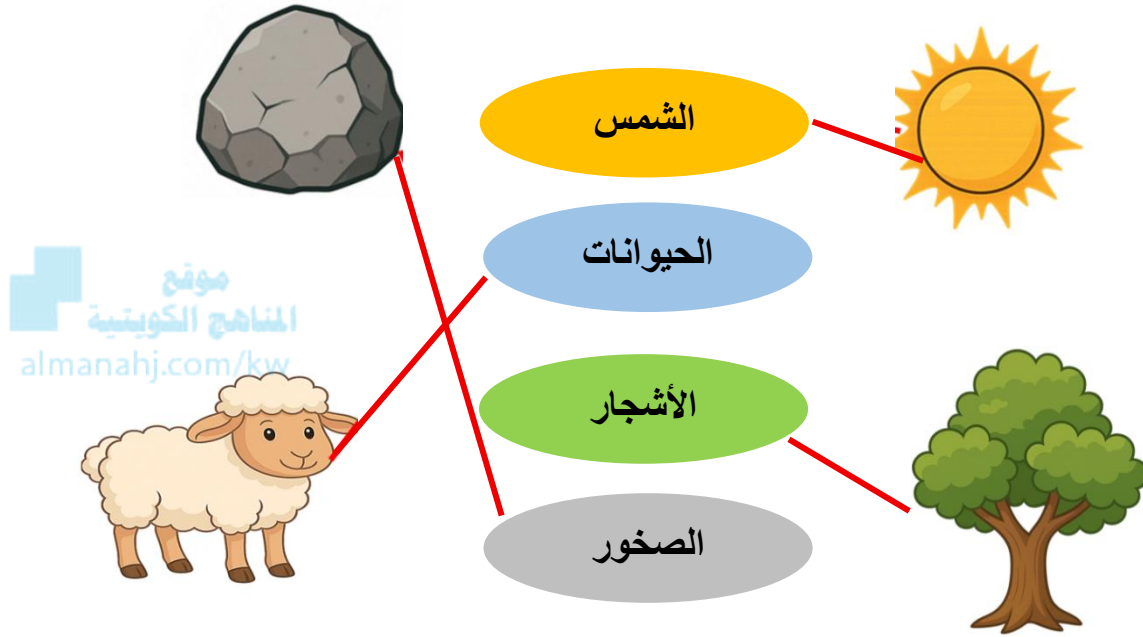 الشمس
الحيوانات
موقع
المناهج الكويتية
almanahj.com/kw
الأشجار
الصخور